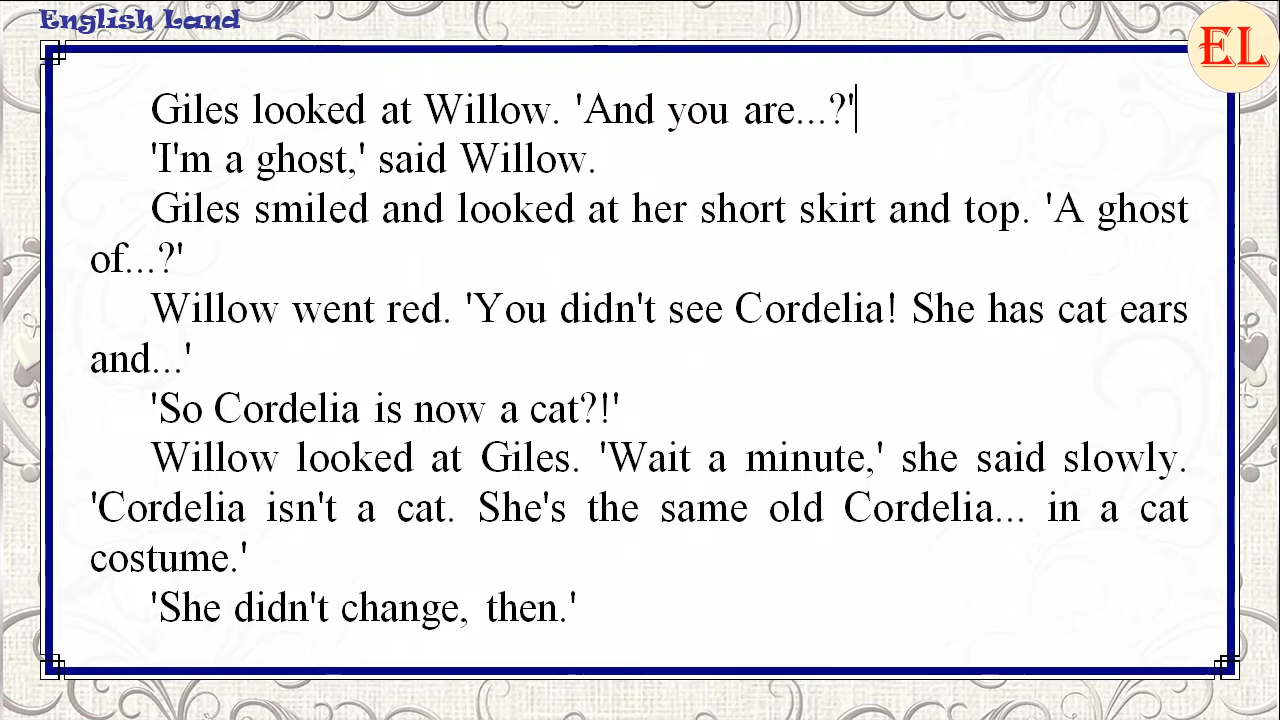 English Land
EL
Giles looked at Willow. 'And you are...?'
'I'm a ghost,' said Willow.
Giles smiled and looked at her short skirt and top. 'A ghost
of...?'
Willow went red. 'You didn't see Cordelia! She has cat ears
and...'
'So Cordelia is now a cat?!'
Willow looked at Giles. 'Wait a minute,' she said slowly.
'Cordelia isn't a cat. She's the same old Cordelia... in a cat
costume.'
'She didn't change, then.'